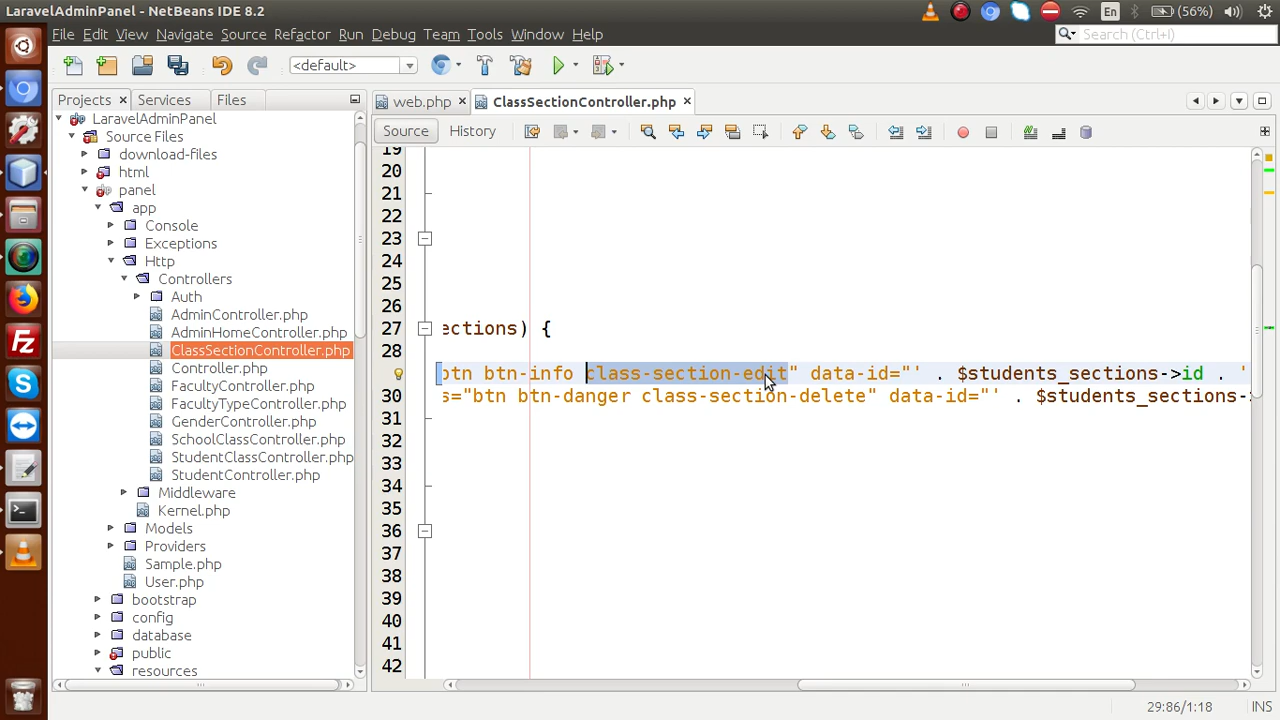 LaravelAdminPanel - NetBeans IDE 8.2
En
(56%)
File Edit View Navigate Source Refactor Run Debug Team Tools Window Help
Search (Ctrl+I)
<default>
Projects
Services
Files
web.php
ClassSectionController.php
Source
History
LaravelAdminPanel
Source Files
download-files
html
panel
app
Console
Exceptions
Http
Controllers
Auth
AdminController.php
AdminHomeController.php
ClassSectionController.php
Controller.php
FacultyController.php
FacultyTypeController.php
GenderController.php
SchoolClassController.php
StudentClassController.php
StudentController.php
Middleware
Kernel.php
Models
Providers
Sample.php
User.php
bootstrap
config
database
public
resources
19
20
21
22
23
24
25
26
27 ections) {
28
btn btn-info class-section-edit" data-id="' . $students_sections->id . '
30 s="btn btn-danger class-section-delete" data-id="' . $students_sections->
31
32
33
34
35
36
37
38
39
40
41
42
29:86/1:18
INS